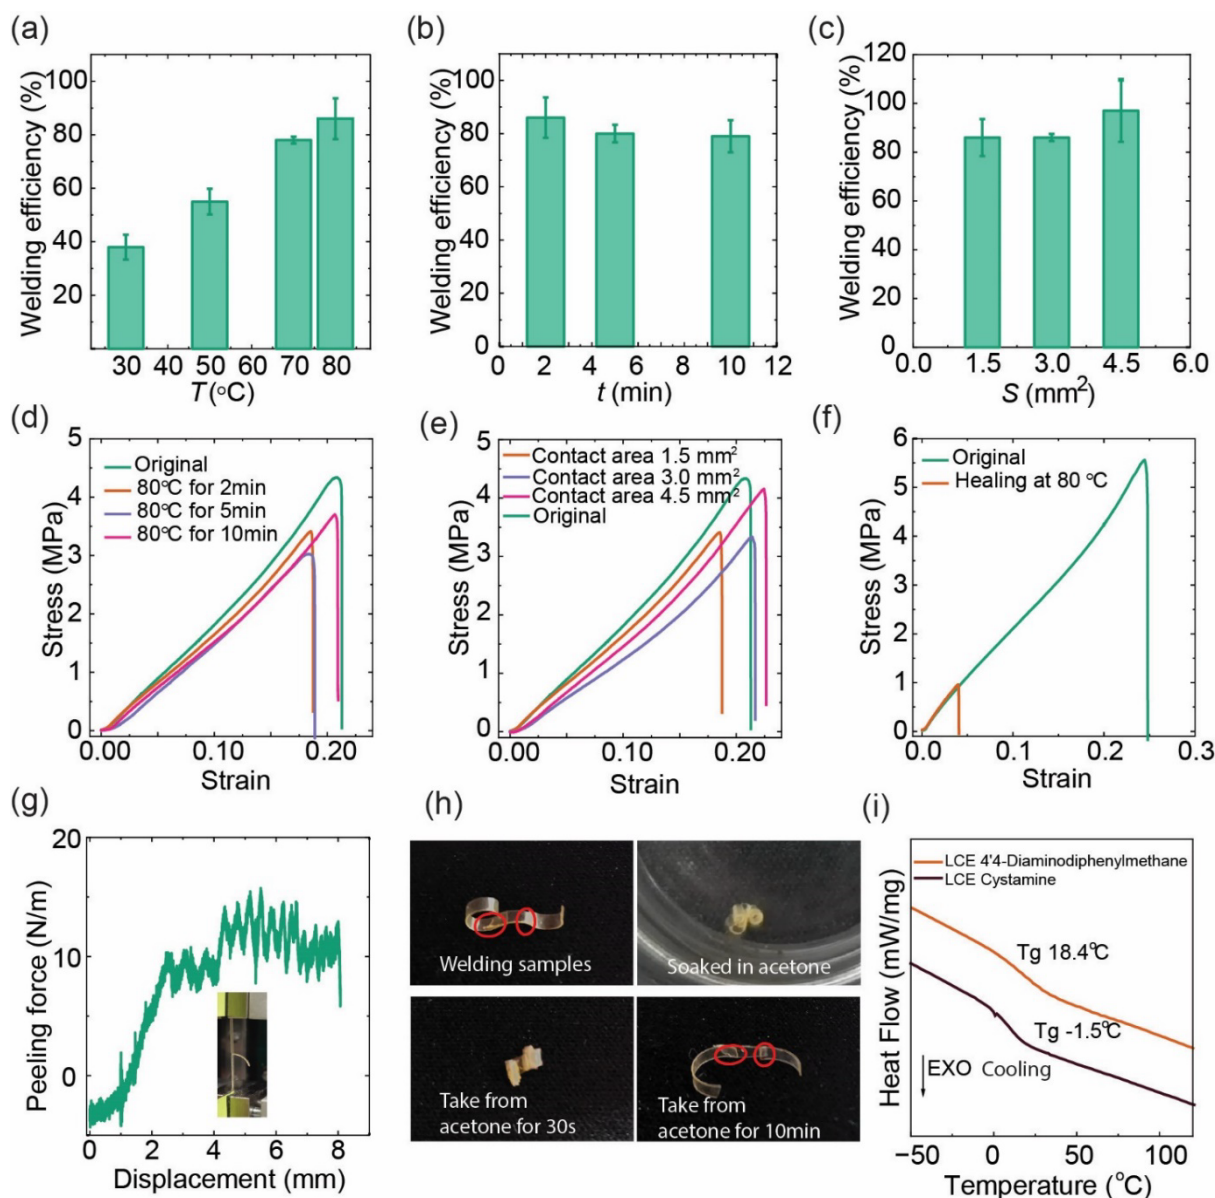 (a)
Welding efficiency (%)
100
80
60
40
20
30 40 50 60 70 80
T(°C)
(b)
Welding efficiency (%)
100
80
60
40
20
0
0 2 4 6 8 10 12
t (min)
(c)
Welding efficiency (%)
120
100
80
60
40
20
0
0.0 1.5 3.0 4.5 6.0
S (mm²)
(d)
Stress (MPa)
5
4
3
2
1
0
Original
80°C for 2min
80°C for 5min
80°C for 10min
0.00 0.10 0.20
Strain
(e)
Stress (MPa)
5
4
3
2
1
0
Contact area 1.5 mm²
Contact area 3.0 mm²
Contact area 4.5 mm²
Original
0.00 0.10 0.20
Strain
(f)
Stress (MPa)
6
5
4
3
2
1
0
Original
Healing at 80 °C
0.0 0.1 0.2 0.3
Strain
(g)
Peeling force (N/m)
20
10
0
0 2 4 6 8
Displacement (mm)
(h)
Welding samples
Soaked in acetone
Take from
acetone for 30s
Take from
acetone for 10min
(i)
Heat Flow (mW/mg)
LCE 4'4-Diaminodiphenylmethane
LCE Cystamine
Tg 18.4°C
Tg -1.5°C
EXO Cooling
−50 0 50 100
Temperature (°C)